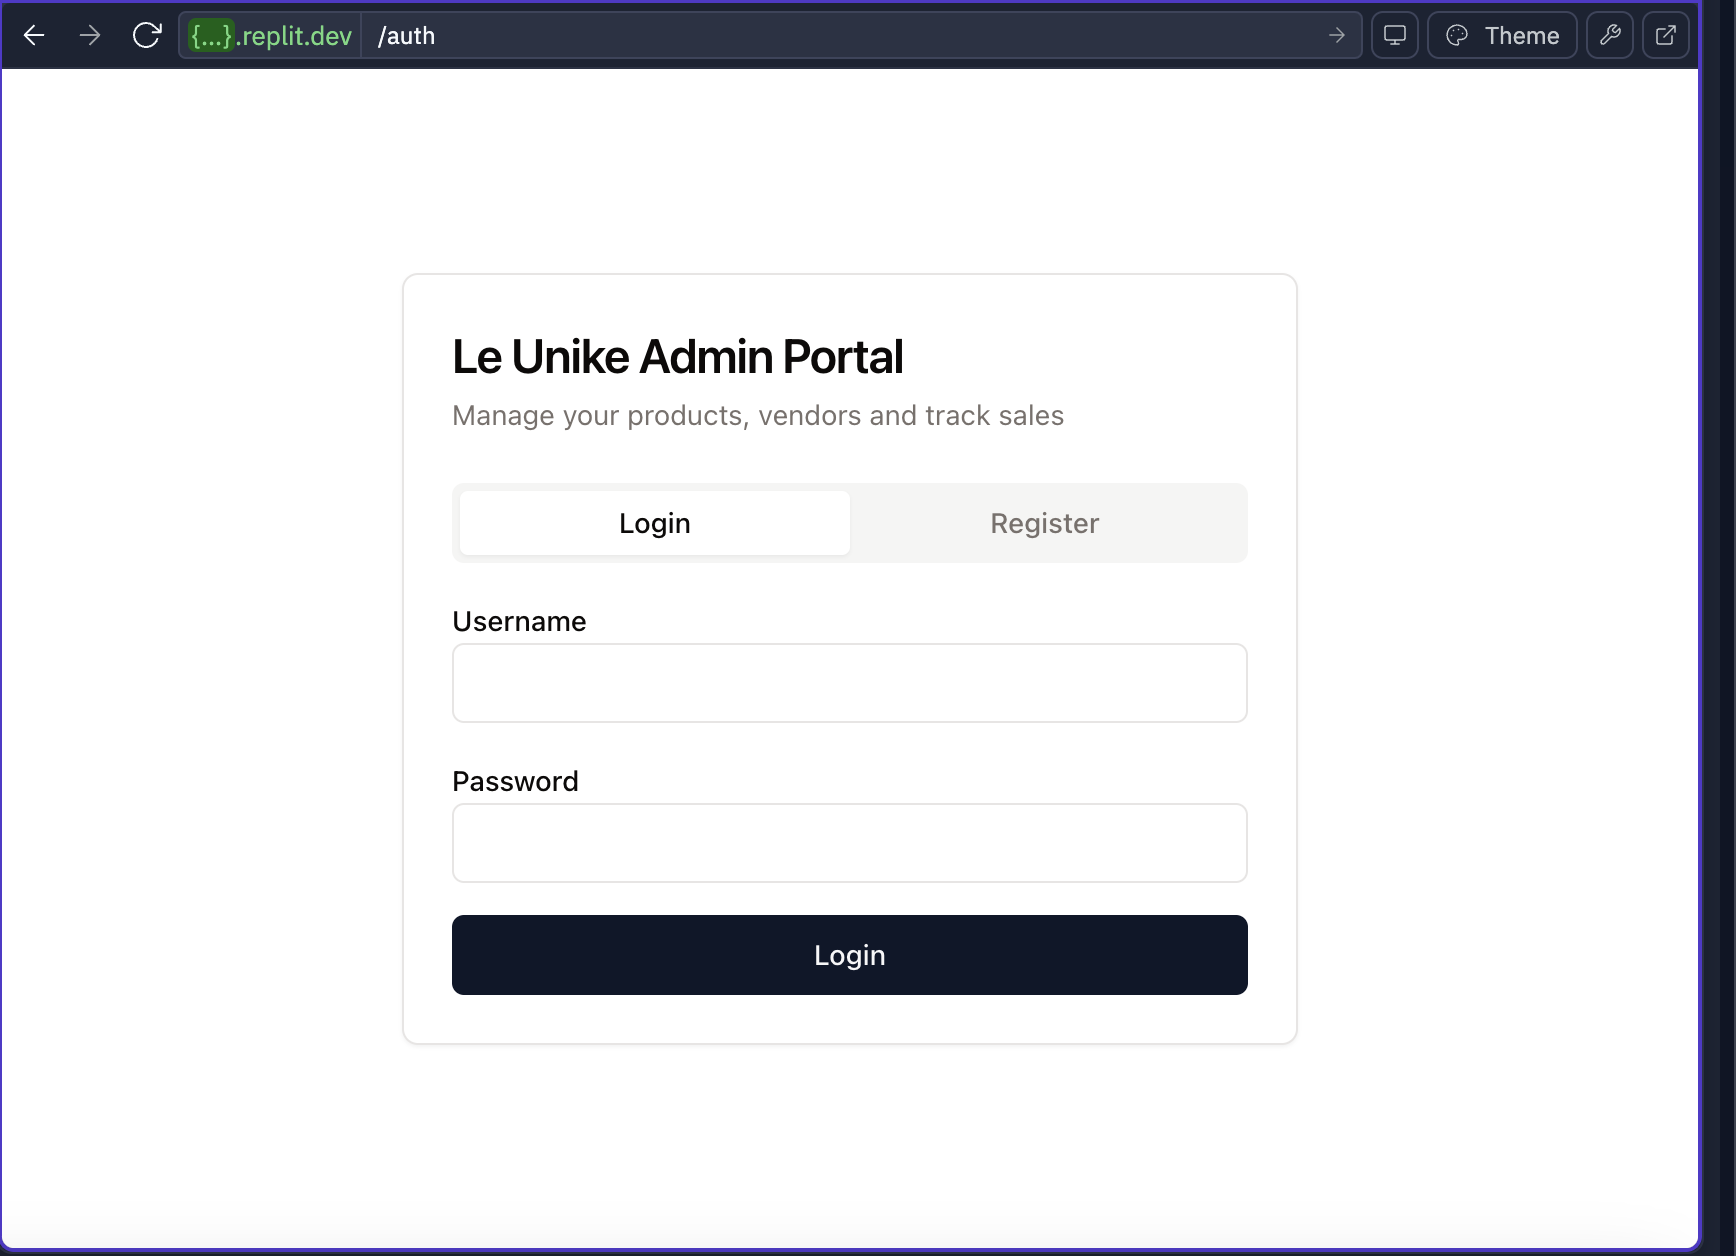 {...}.replit.dev /auth Theme
Le Unike Admin Portal
Manage your products, vendors and track sales
Login Register
Username
Password
Login